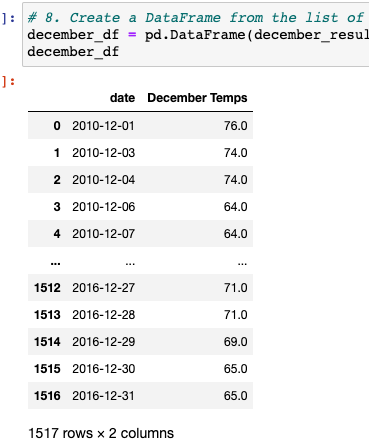 ]: # 8. Create a DataFrame from the list of
december_df = pd.DataFrame(december_resul
december_df
]:
date December Temps
0 2010-12-01 76.0
1 2010-12-03 74.0
2 2010-12-04 74.0
3 2010-12-06 64.0
4 2010-12-07 64.0
... ... ...
1512 2016-12-27 71.0
1513 2016-12-28 71.0
1514 2016-12-29 69.0
1515 2016-12-30 65.0
1516 2016-12-31 65.0
1517 rows × 2 columns